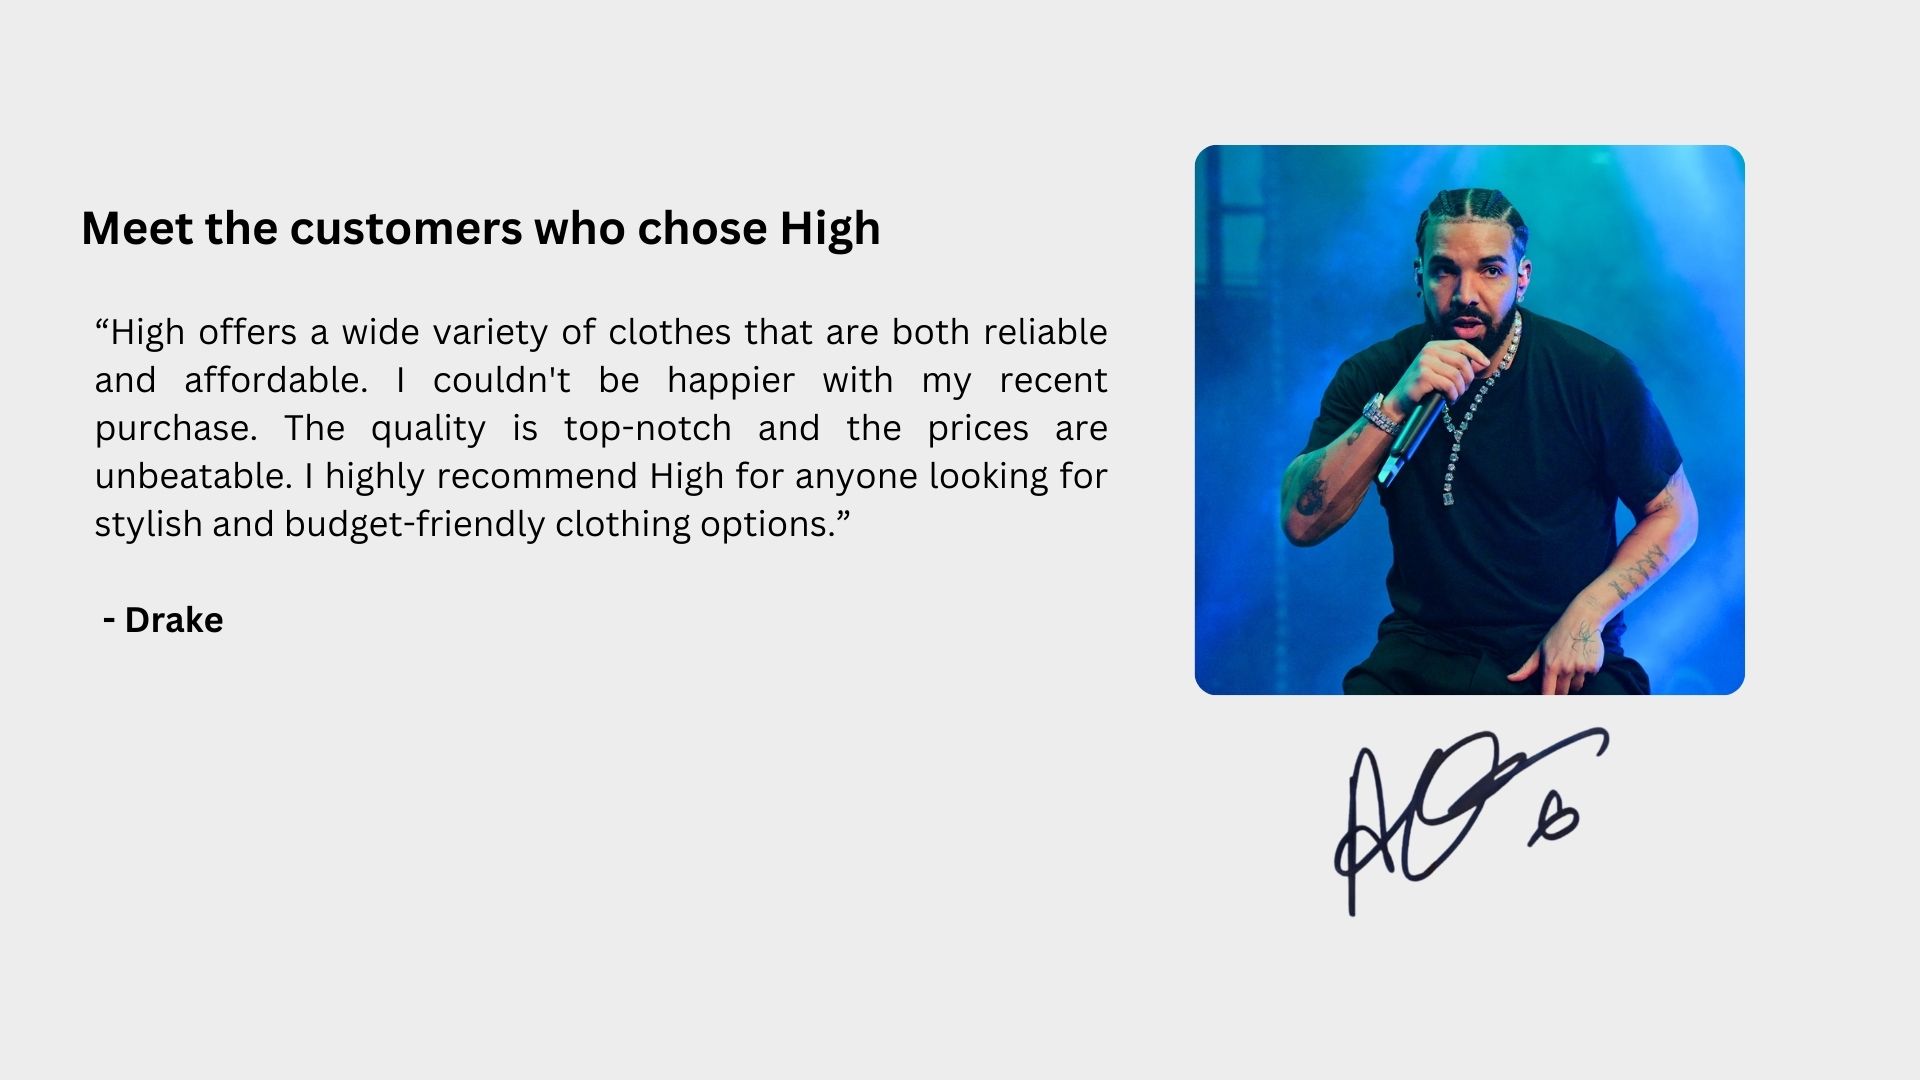 Meet the customers who chose High
“High offers a wide variety of clothes that are both reliable
and affordable. I couldn't be happier with my recent
purchase. The quality is top-notch and the prices are
unbeatable. I highly recommend High for anyone looking for
stylish and budget-friendly clothing options.”
- Drake